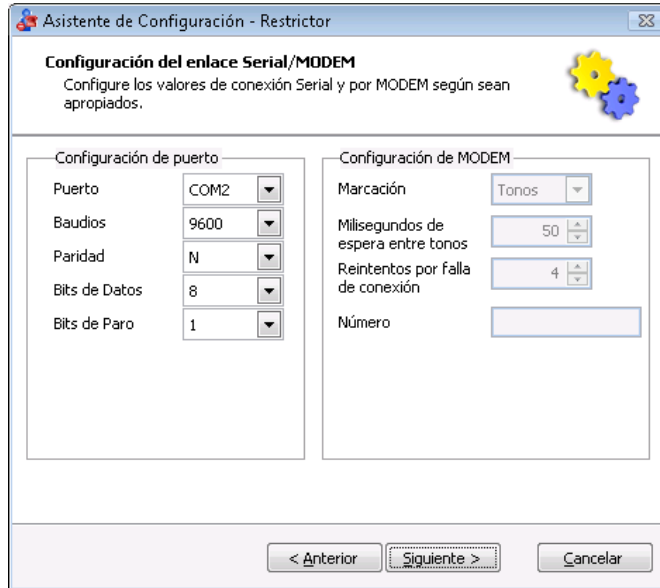 Asistente de Configuración - Restrictor
Configuración del enlace Serial/MODEM
Configure los valores de conexión Serial y por MODEM según sean
apropiados.
Configuración de puerto
Puerto COM2
Baudios 9600
Paridad N
Bits de Datos 8
Bits de Paro 1
Configuración de MODEM
Marcación Tonos
Milisegundos de
espera entre tonos 50
Reintentos por falla
de conexión 4
Número
< Anterior Siguiente > Cancelar